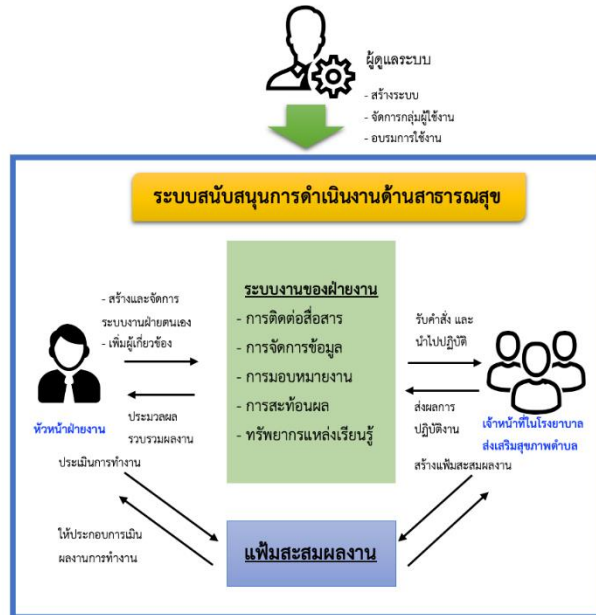 ผู้ดูแลระบบ
- สร้างระบบ
- จัดการกลุ่มผู้ใช้งาน
- อบรมการใช้งาน
ระบบสนับสนุนการดำเนินงานด้านสาธารณสุข
- สร้างและจัดการ
ระบบงานฝ่ายตนเอง
- เพิ่มผู้เกี่ยวข้อง
หัวหน้าฝ่ายงาน
ประมวลผล
รวบรวมผลงาน
ระบบงานของฝ่ายงาน
- การติดต่อสื่อสาร
- การจัดการข้อมูล
- การมอบหมายงาน
- การสะท้อนผล
- ทรัพยากรแหล่งเรียนรู้
รับคำสั่ง และ
นำไปปฏิบัติ
ส่งผลการ
ปฏิบัติงาน
เจ้าหน้าที่ในโรงยาบาล
ส่งเสริมสุขภาพตำบล
ประเมินการทำงาน
สร้างแฟ้มสะสมผลงาน
ให้ประกอบการเมิน
ผลงานการทำงาน
แฟ้มสะสมผลงาน